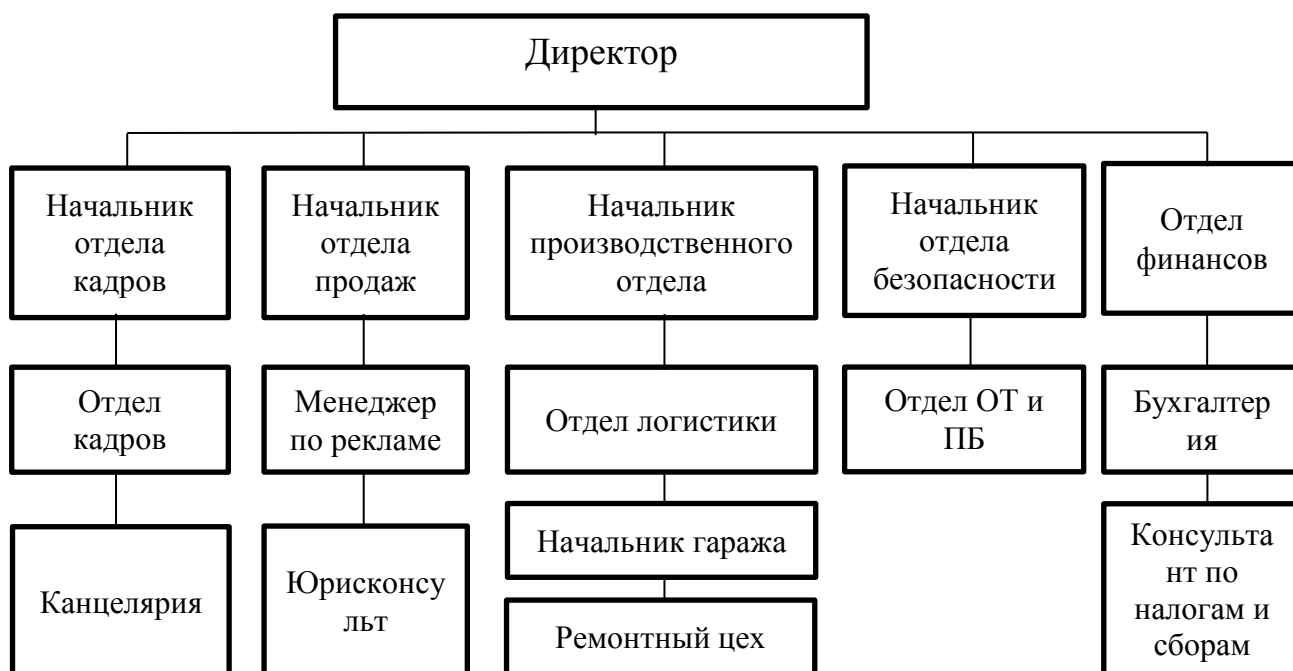 Директор
Начальник
отдела
кадров
Начальник
отдела
продаж
Начальник
производственного
отдела
Начальник
отдела
безопасности
Отдел
финансов
Отдел
кадров
Менеджер
по рекламе
Отдел логистики
Отдел ОТ и
ПБ
Бухгалтер
ия
Канцелярия
Юрисконсу
льт
Начальник гаража
Ремонтный цех
Консульта
нт по
налогам и
сборам